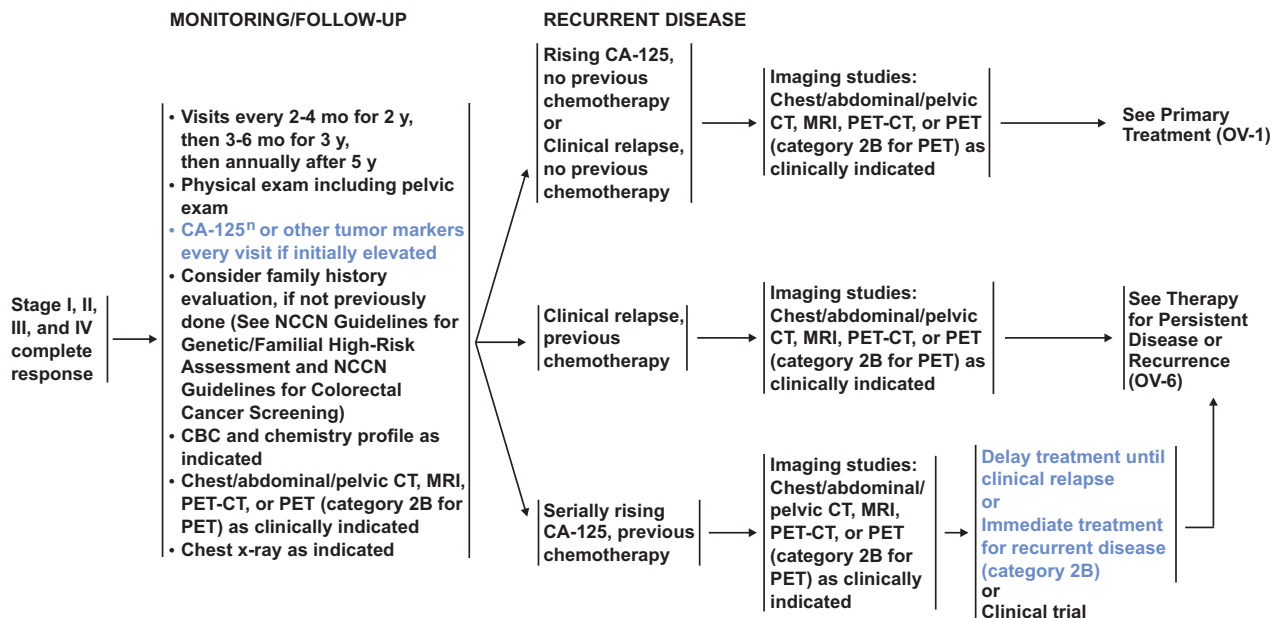 MONITORING/FOLLOW-UP
RECURRENT DISEASE
Stage I, II,
III, and IV
complete
response
• Visits every 2-4 mo for 2 y,
then 3-6 mo for 3 y,
then annually after 5 y
• Physical exam including pelvic
exam
• CA-125ⁿ or other tumor markers
every visit if initially elevated
• Consider family history
evaluation, if not previously
done (See NCCN Guidelines for
Genetic/Familial High-Risk
Assessment and NCCN
Guidelines for Colorectal
Cancer Screening)
• CBC and chemistry profile as
indicated
• Chest/abdominal/pelvic CT, MRI,
PET-CT, or PET (category 2B for
PET) as clinically indicated
• Chest x-ray as indicated
Rising CA-125,
no previous
chemotherapy
or
Clinical relapse,
no previous
chemotherapy
Imaging studies:
Chest/abdominal/pelvic
CT, MRI, PET-CT, or PET
(category 2B for PET) as
clinically indicated
See Primary
Treatment (OV-1)
Clinical relapse,
previous
chemotherapy
Imaging studies:
Chest/abdominal/pelvic
CT, MRI, PET-CT, or PET
(category 2B for PET) as
clinically indicated
See Therapy
for Persistent
Disease or
Recurrence
(OV-6)
Serially rising
CA-125, previous
chemotherapy
Imaging studies:
Chest/abdominal/
pelvic CT, MRI,
PET-CT, or PET
(category 2B for
PET) as clinically
indicated
Delay treatment until
clinical relapse
or
Immediate treatment
for recurrent disease
(category 2B)
or
Clinical trial